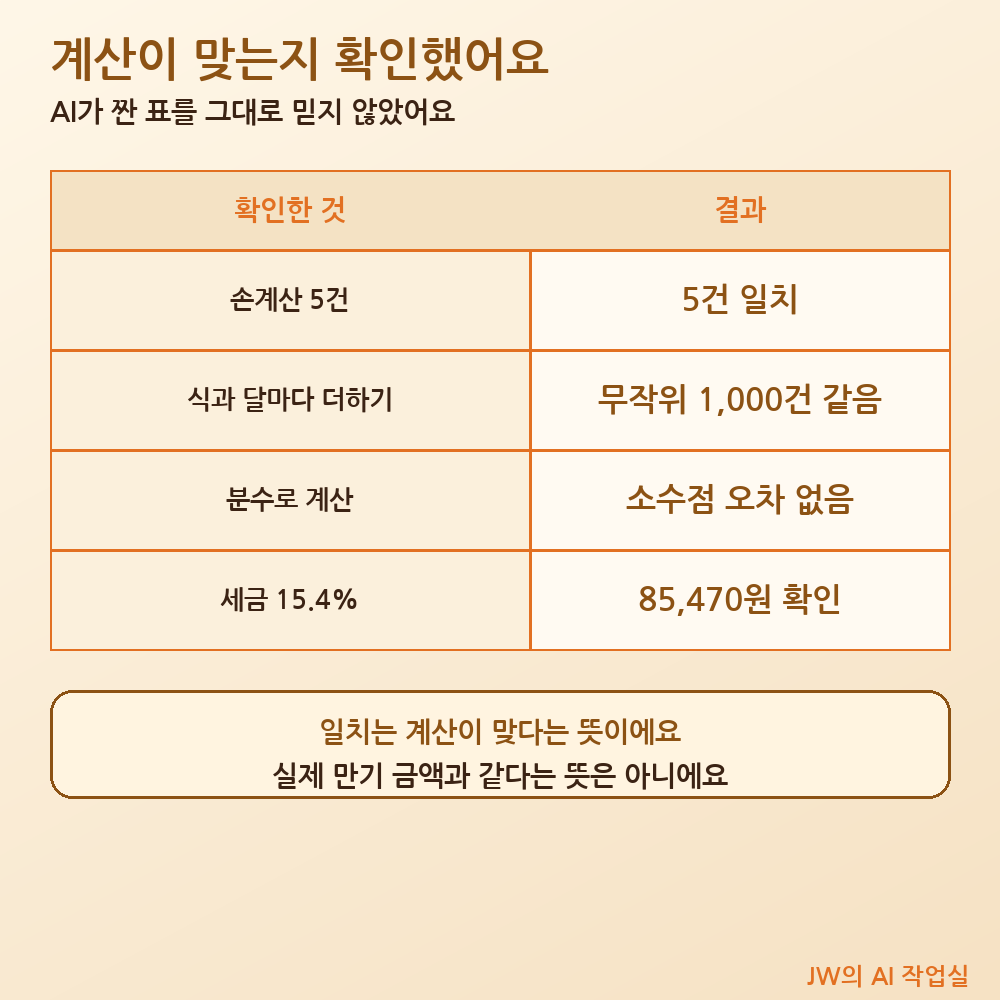 계산이 맞는지 확인했어요
AI가 짠 표를 그대로 믿지 않았어요
확인한 것 결과
손계산 5건 5건 일치
식과 달마다 더하기 무작위 1,000건 같음
분수로 계산 소수점 오차 없음
세금 15.4% 85,470원 확인
일치는 계산이 맞다는 뜻이에요
실제 만기 금액과 같다는 뜻은 아니에요
JW의 AI 작업실